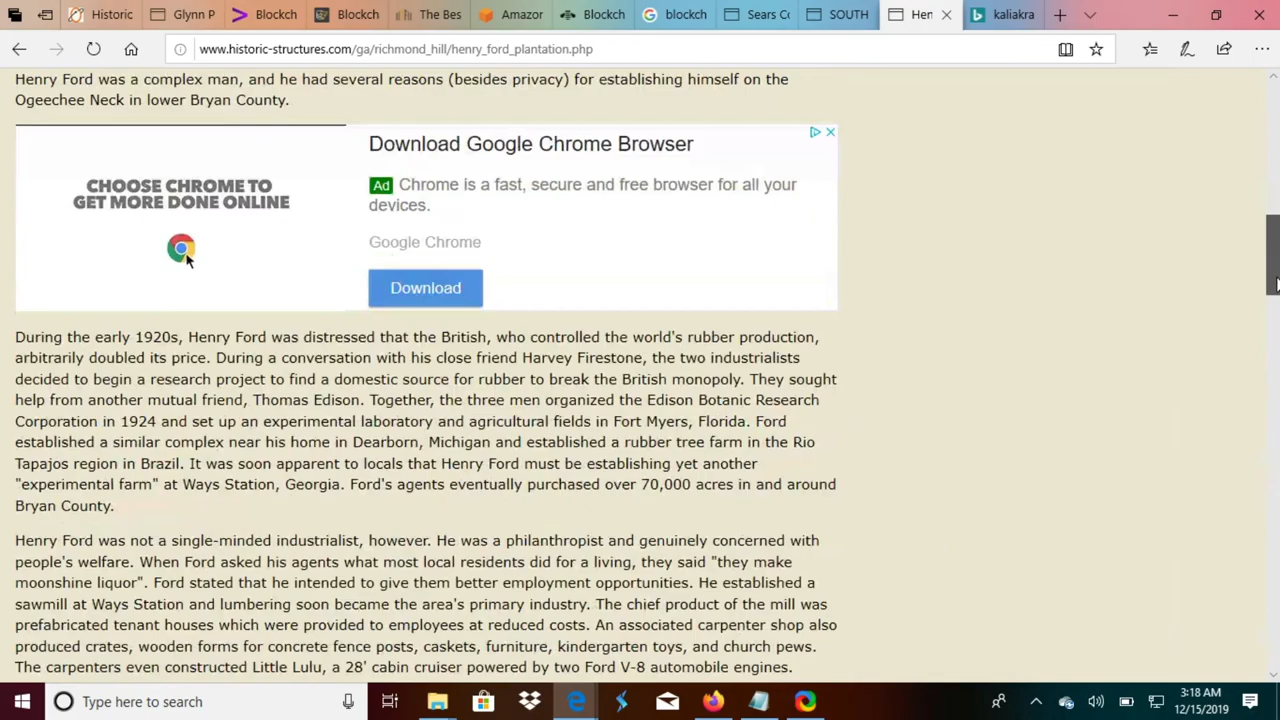 Historic
Glynn P
Blockch
Blockch
The Bes
Amazor
Blockch
blockch
Sears Cc
SOUTH
Hen
kaliakra
www.historic-structures.com/ga/richmond_hill/henry_ford_plantation.php
Henry Ford was a complex man, and he had several reasons (besides privacy) for establishing himself on the
Ogeechee Neck in lower Bryan County.
CHOOSE CHROME TO
GET MORE DONE ONLINE
Download Google Chrome Browser
Ad Chrome is a fast, secure and free browser for all your
devices.
Google Chrome
Download
During the early 1920s, Henry Ford was distressed that the British, who controlled the world's rubber production,
arbitrarily doubled its price. During a conversation with his close friend Harvey Firestone, the two industrialists
decided to begin a research project to find a domestic source for rubber to break the British monopoly. They sought
help from another mutual friend, Thomas Edison. Together, the three men organized the Edison Botanic Research
Corporation in 1924 and set up an experimental laboratory and agricultural fields in Fort Myers, Florida. Ford
established a similar complex near his home in Dearborn, Michigan and established a rubber tree farm in the Rio
Tapajos region in Brazil. It was soon apparent to locals that Henry Ford must be establishing yet another
"experimental farm" at Ways Station, Georgia. Ford's agents eventually purchased over 70,000 acres in and around
Bryan County.
Henry Ford was not a single-minded industrialist, however. He was a philanthropist and genuinely concerned with
people's welfare. When Ford asked his agents what most local residents did for a living, they said "they make
moonshine liquor". Ford stated that he intended to give them better employment opportunities. He established a
sawmill at Ways Station and lumbering soon became the area's primary industry. The chief product of the mill was
prefabricated tenant houses which were provided to employees at reduced costs. An associated carpenter shop also
produced crates, wooden forms for concrete fence posts, caskets, furniture, kindergarten toys, and church pews.
The carpenters even constructed Little Lulu, a 28' cabin cruiser powered by two Ford V-8 automobile engines.
Type here to search
3:18 AM
12/15/2019